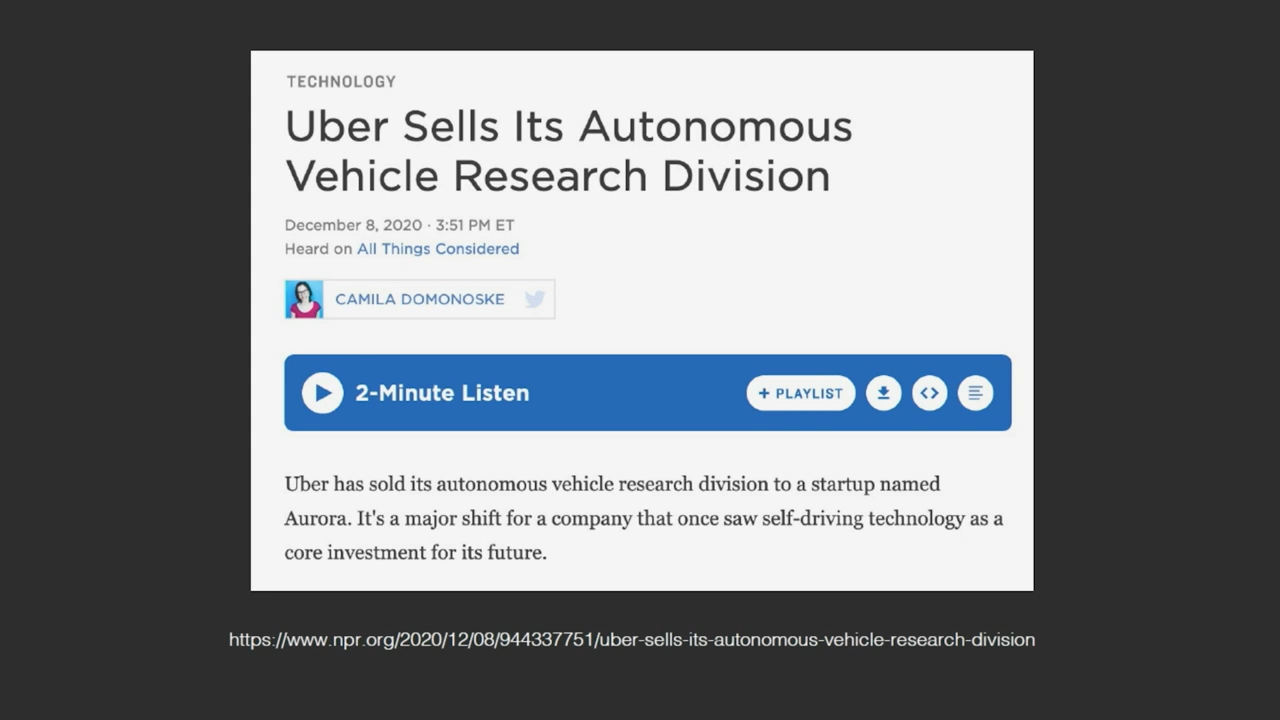 TECHNOLOGY
Uber Sells Its Autonomous
Vehicle Research Division
December 8, 2020 · 3:51 PM ET
Heard on All Things Considered
CAMILA DOMONOSKE
2-Minute Listen
+ PLAYLIST
Uber has sold its autonomous vehicle research division to a startup named
Aurora. It's a major shift for a company that once saw self-driving technology as a
core investment for its future.
https://www.npr.org/2020/12/08/944337751/uber-sells-its-autonomous-vehicle-research-division